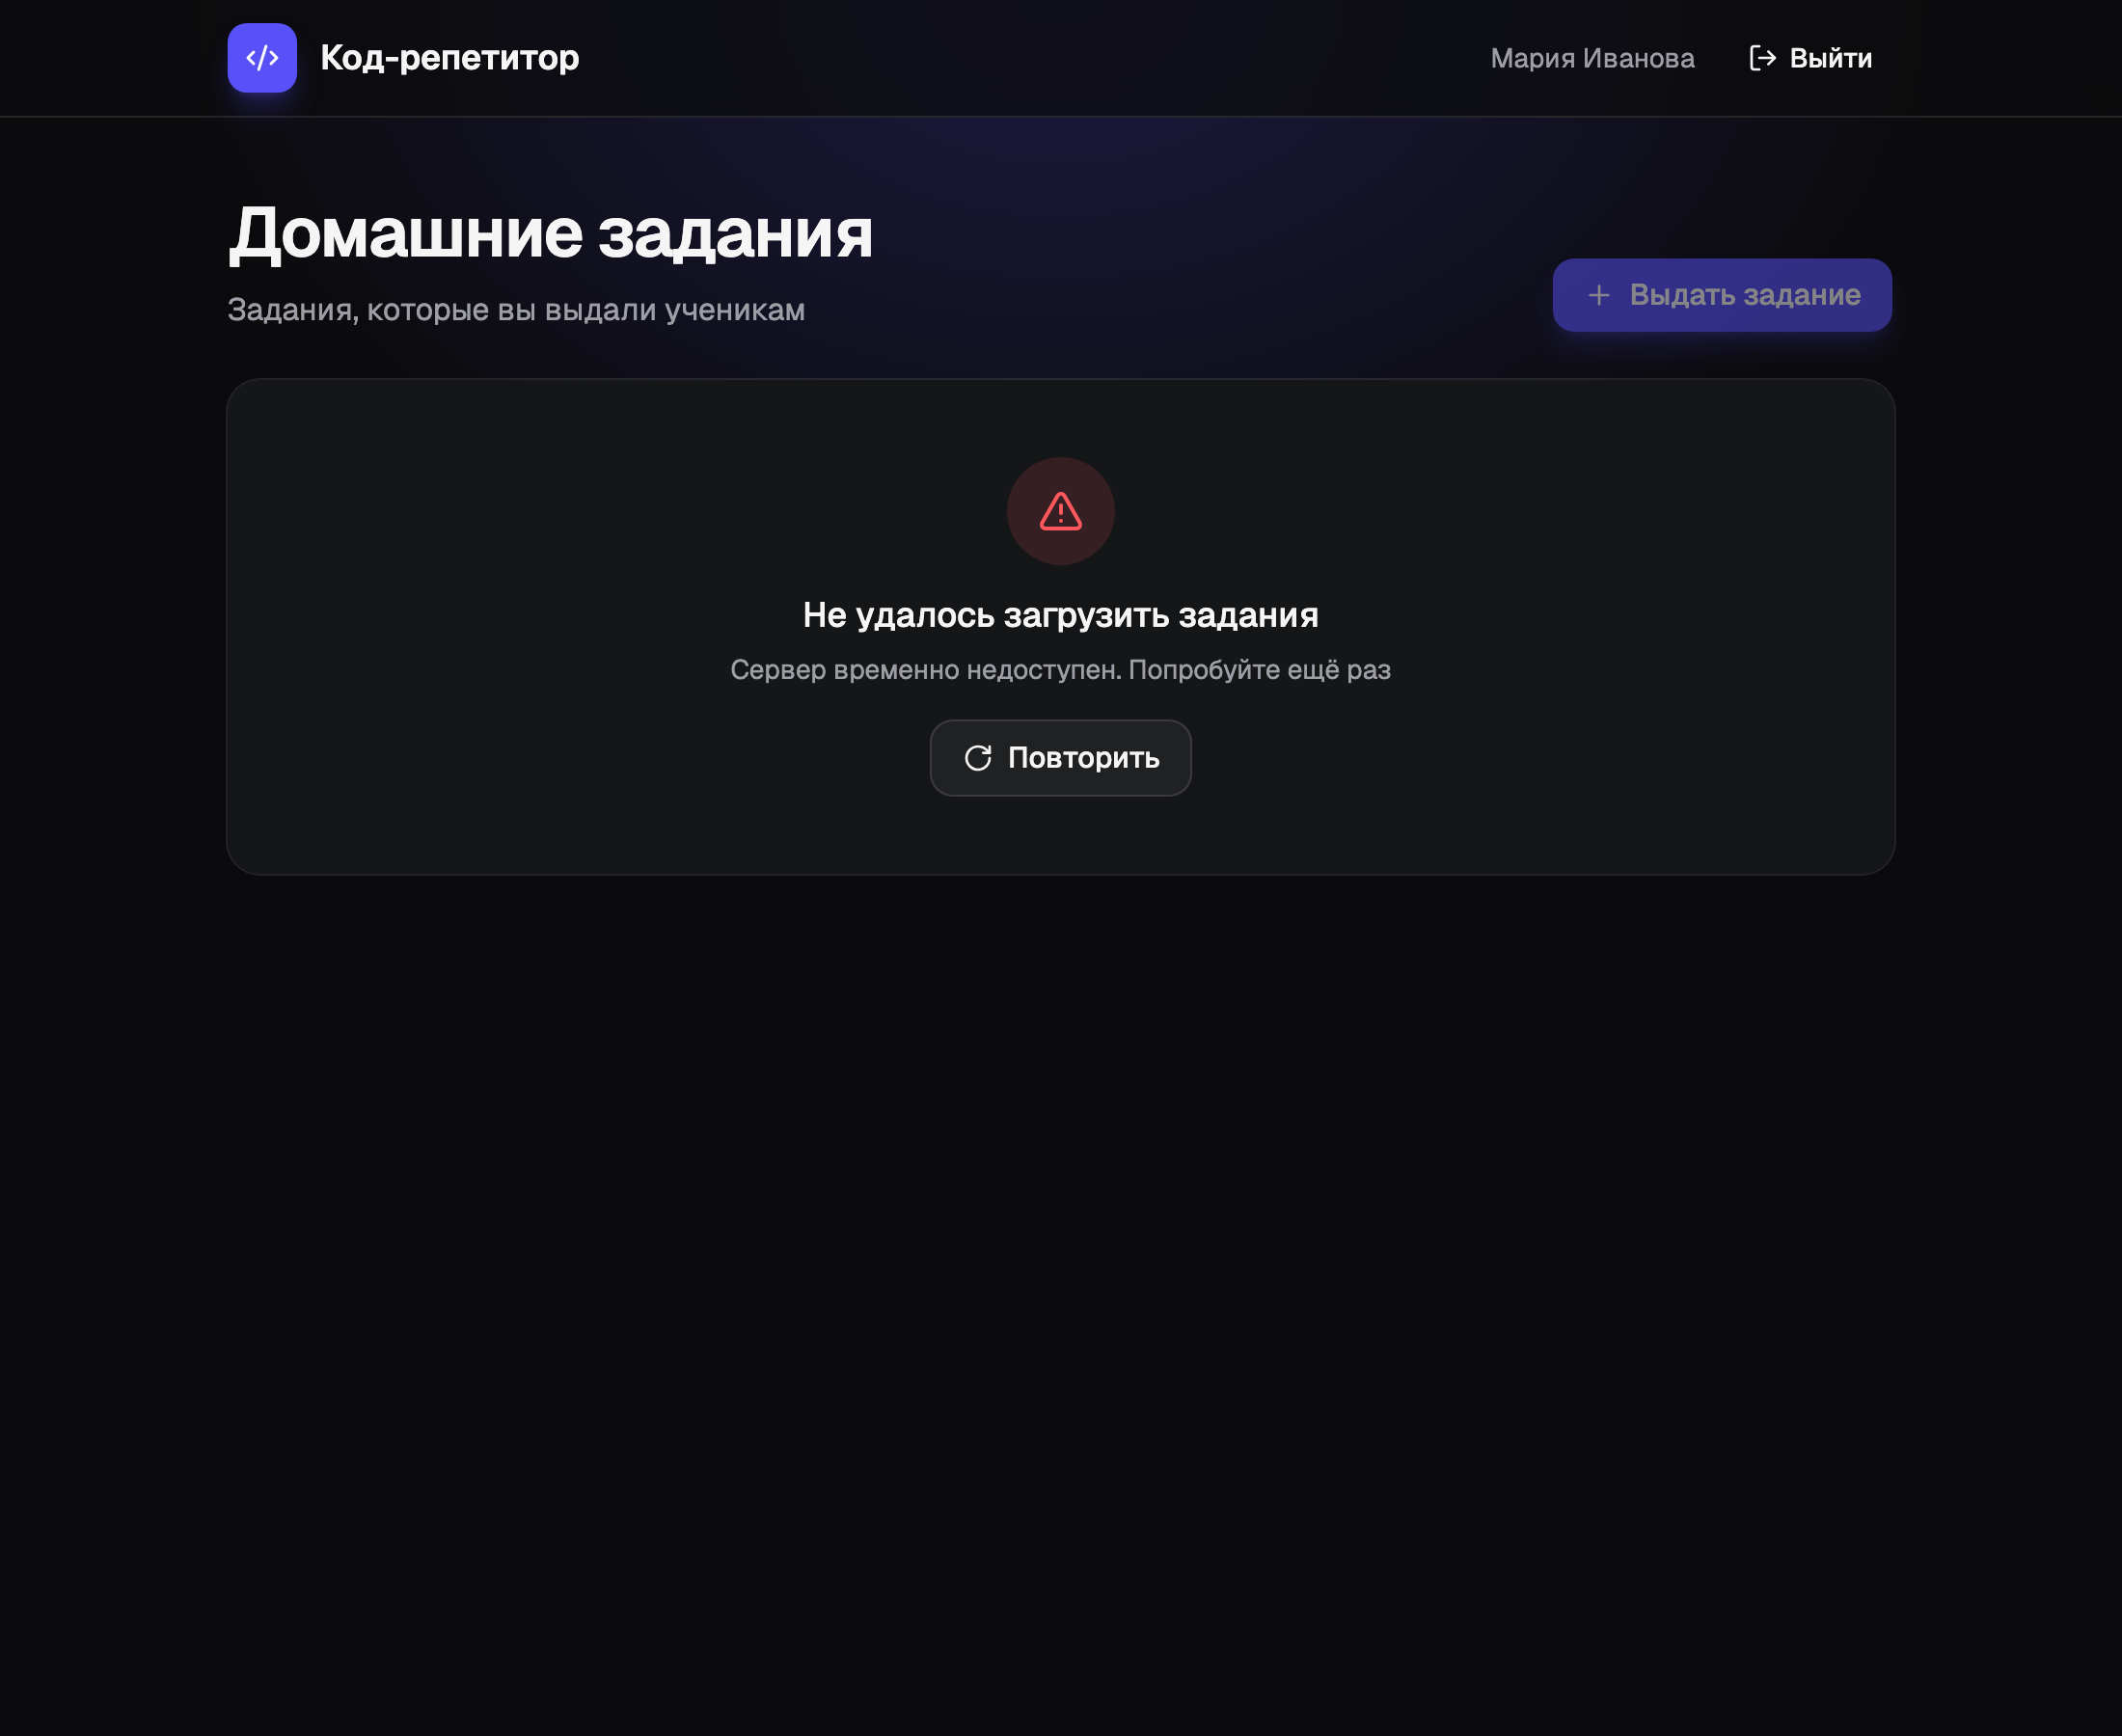 Код-репетитор
Мария Иванова
Выйти
Домашние задания
Задания, которые вы выдали ученикам
Выдать задание
Не удалось загрузить задания
Сервер временно недоступен. Попробуйте ещё раз
Повторить